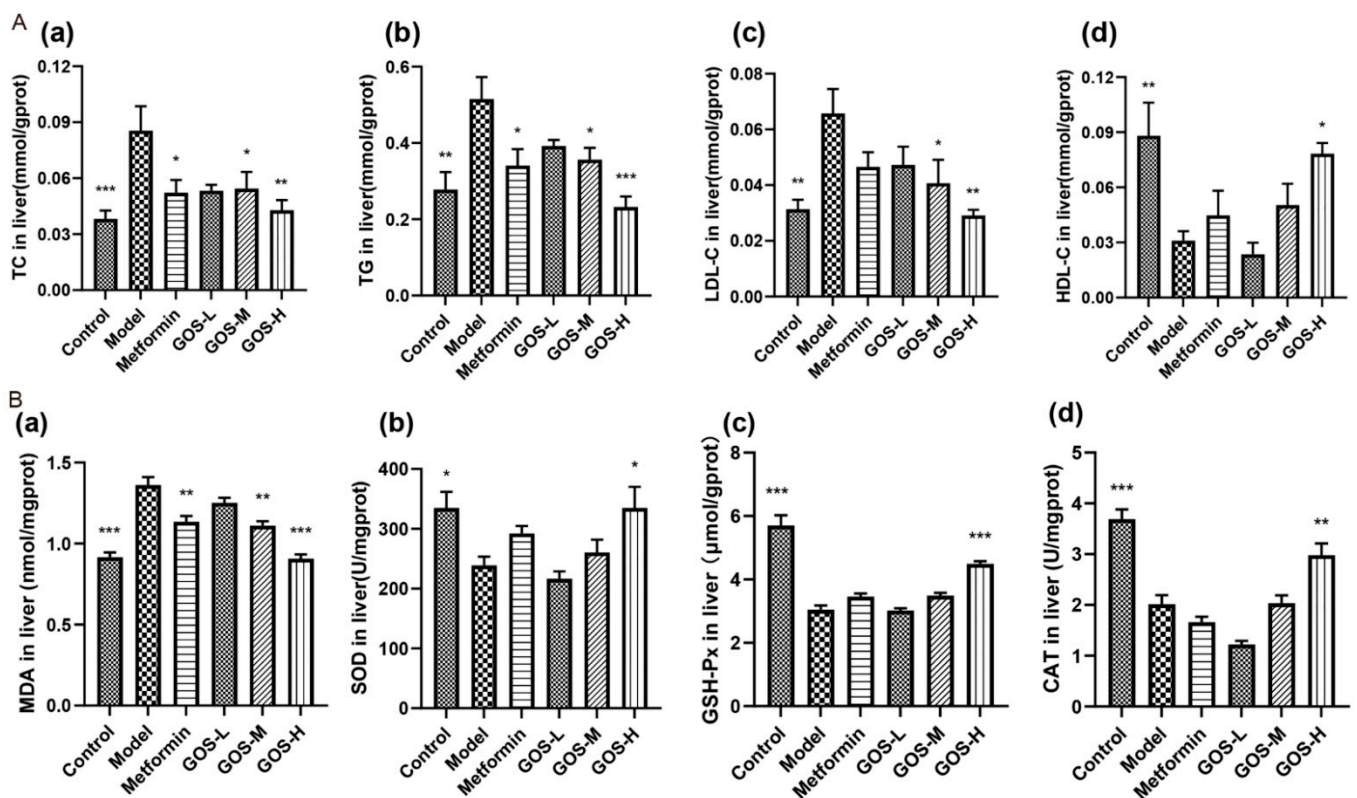 A
(a)
TC in liver(mmol/gprot)
0.12
0.09
0.06
0.03
0.00
***
*
*
**
Control
Model
Metformin
GOS-L
GOS-M
GOS-H
(b)
TG in liver(mmol/gprot)
0.6
0.4
0.2
0.0
**
*
*
***
Control
Model
Metformin
GOS-L
GOS-M
GOS-H
(c)
LDL-C in liver(mmol/gprot)
0.08
0.06
0.04
0.02
0.00
**
*
**
Control
Model
Metformin
GOS-L
GOS-M
GOS-H
(d)
HDL-C in liver(mmol/gprot)
0.12
0.09
0.06
0.03
0.00
**
*
Control
Model
Metformin
GOS-L
GOS-M
GOS-H
B
(a)
MDA in liver (nmol/mgprot)
1.5
1.0
0.5
0.0
***
**
**
***
Control
Model
Metformin
GOS-L
GOS-M
GOS-H
(b)
SOD in liver(U/mgprot)
400
300
200
100
0
*
*
Control
Model
Metformin
GOS-L
GOS-M
GOS-H
(c)
GSH-Px in liver (μmol/gprot)
8
6
4
2
0
***
***
Control
Model
Metformin
GOS-L
GOS-M
GOS-H
(d)
CAT in liver (U/mgprot)
5
4
3
2
1
0
***
**
Control
Model
Metformin
GOS-L
GOS-M
GOS-H